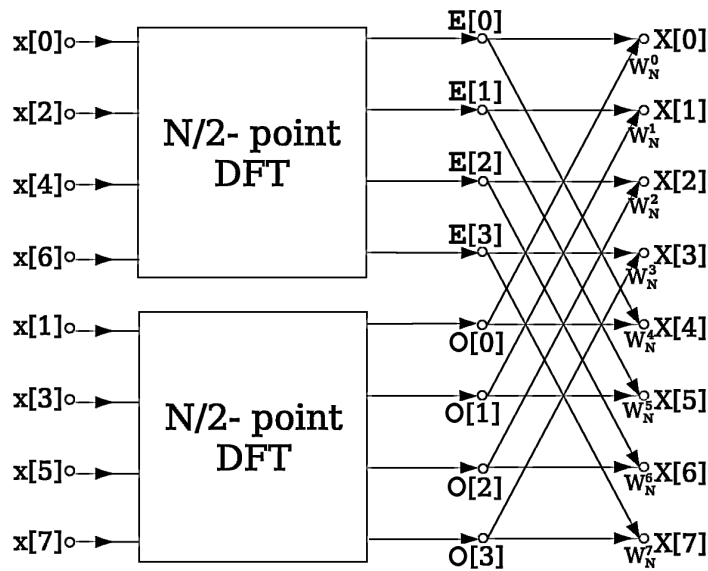 x[0] E[0] X[0]
W_N^0
x[2] E[1] X[1]
W_N^1
N/2- point
DFT
x[4] E[2] X[2]
W_N^2
x[6] E[3] X[3]
W_N^3
x[1] O[0] W_N^4 X[4]
x[3] O[1] W_N^5 X[5]
N/2- point
DFT
x[5] O[2] W_N^6 X[6]
x[7] O[3] W_N^7 X[7]